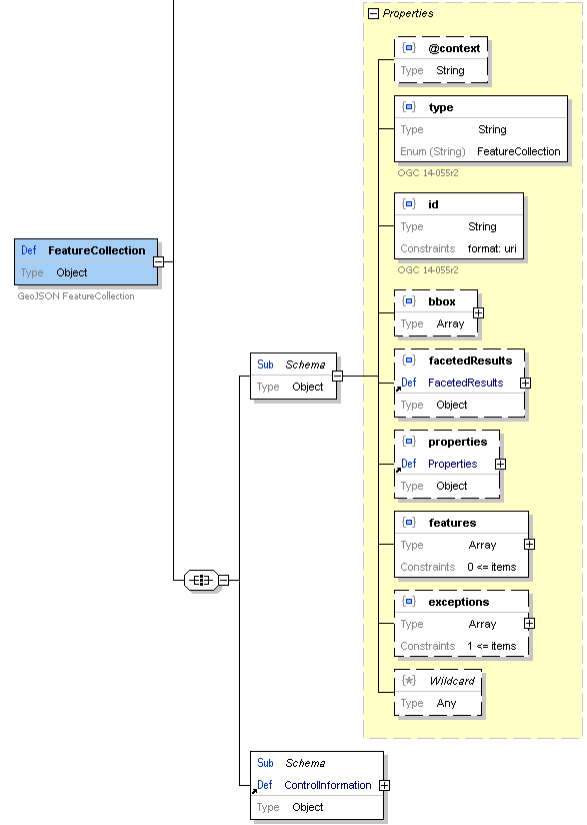 Properties
@context
Type String
type
Type String
Enum (String) FeatureCollection
OGC 14-055r2
id
Type String
Constraints format: uri
OGC 14-055r2
Def FeatureCollection
Type Object
GeoJSON FeatureCollection
bbox
Type Array
Sub Schema
Type Object
facetedResults
Def FacetedResults
Type Object
properties
Def Properties
Type Object
features
Type Array
Constraints 0 <= items
exceptions
Type Array
Constraints 1 <= items
Wildcard
Type Any
Sub Schema
Def ControlInformation
Type Object